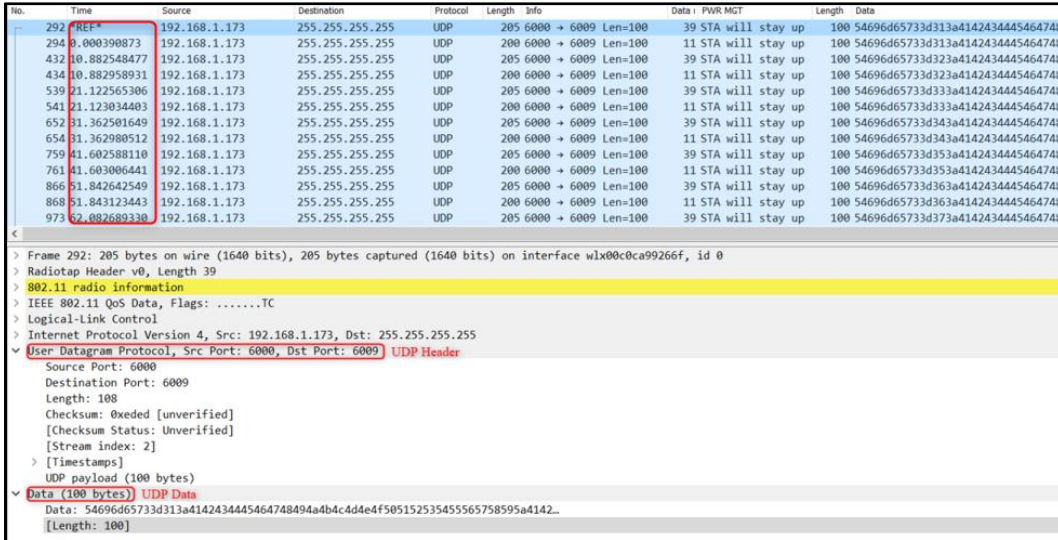 No. Time Source Destination Protocol Length Info Data r PWR MGT Length Data
292 *REF* 192.168.1.173 255.255.255.255 UDP 205 6000 → 6009 Len=100 39 STA will stay up 100 54696d65733d313a41424344454647
294 0.000390873 192.168.1.173 255.255.255.255 UDP 200 6000 → 6009 Len=100 11 STA will stay up 100 54696d65733d313a41424344454647
432 10.882548477 192.168.1.173 255.255.255.255 UDP 205 6000 → 6009 Len=100 39 STA will stay up 100 54696d65733d323a41424344454647
434 10.882958931 192.168.1.173 255.255.255.255 UDP 200 6000 → 6009 Len=100 11 STA will stay up 100 54696d65733d323a41424344454647
539 21.122565306 192.168.1.173 255.255.255.255 UDP 205 6000 → 6009 Len=100 39 STA will stay up 100 54696d65733d333a41424344454647
541 21.123034403 192.168.1.173 255.255.255.255 UDP 200 6000 → 6009 Len=100 11 STA will stay up 100 54696d65733d333a41424344454647
652 31.362501649 192.168.1.173 255.255.255.255 UDP 205 6000 → 6009 Len=100 39 STA will stay up 100 54696d65733d343a41424344454647
654 31.362980512 192.168.1.173 255.255.255.255 UDP 200 6000 → 6009 Len=100 11 STA will stay up 100 54696d65733d343a41424344454647
759 41.602588110 192.168.1.173 255.255.255.255 UDP 205 6000 → 6009 Len=100 39 STA will stay up 100 54696d65733d353a41424344454647
761 41.603006441 192.168.1.173 255.255.255.255 UDP 200 6000 → 6009 Len=100 11 STA will stay up 100 54696d65733d353a41424344454647
866 51.842642549 192.168.1.173 255.255.255.255 UDP 205 6000 → 6009 Len=100 39 STA will stay up 100 54696d65733d363a41424344454647
868 51.843123443 192.168.1.173 255.255.255.255 UDP 200 6000 → 6009 Len=100 11 STA will stay up 100 54696d65733d363a41424344454647
973 62.082689330 192.168.1.173 255.255.255.255 UDP 205 6000 → 6009 Len=100 39 STA will stay up 100 54696d65733d373a41424344454647
Frame 292: 205 bytes on wire (1640 bits), 205 bytes captured (1640 bits) on interface wlx00c0ca99266f, id 0
Radiotap Header v0, Length 39
802.11 radio information
IEEE 802.11 QoS Data, Flags: .......TC
Logical-Link Control
Internet Protocol Version 4, Src: 192.168.1.173, Dst: 255.255.255.255
User Datagram Protocol, Src Port: 6000, Dst Port: 6009 UDP Header
Source Port: 6000
Destination Port: 6009
Length: 108
Checksum: 0xeded [unverified]
[Checksum Status: Unverified]
[Stream index: 2]
[Timestamps]
UDP payload (100 bytes)
Data (100 bytes) UDP Data
Data: 54696d65733d313a4142434445464748494a4b4c4d4e4f505152535455565758595a4142…
[Length: 100]